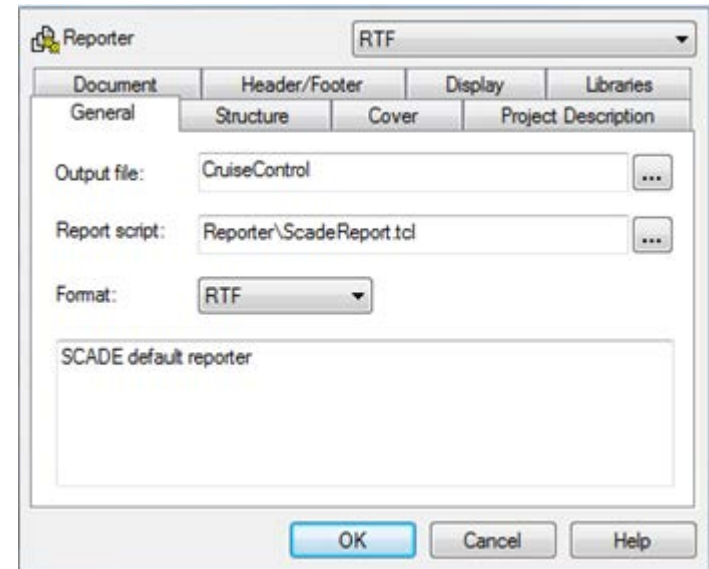 Reporter RTF
Document Header/Footer Display Libraries
General Structure Cover Project Description
Output file: CruiseControl ...
Report script: Reporter\ScadeReport.tcl ...
Format: RTF
SCADE default reporter
OK Cancel Help